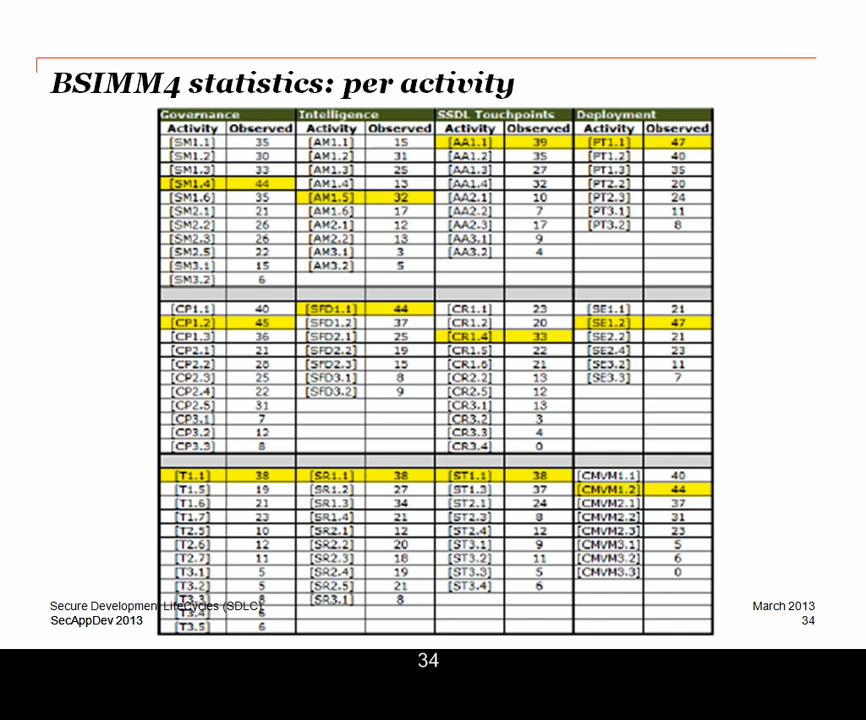 BSIMM4 statistics: per activity
Governance Intelligence SSDL Touchpoints Deployment
Activity Observed Activity Observed Activity Observed Activity Observed
[SM1.1] 35 [AM1.1] 15 [AA1.1] 39 [PT1.1] 47
[SM1.2] 30 [AM1.2] 31 [AA1.2] 35 [PT1.2] 40
[SM1.3] 33 [AM1.3] 25 [AA1.3] 27 [PT1.3] 35
[SM1.4] 44 [AM1.4] 13 [AA1.4] 32 [PT2.2] 20
[SM1.6] 35 [AM1.5] 32 [AA2.1] 10 [PT2.3] 24
[SM2.1] 21 [AM1.6] 17 [AA2.2] 7 [PT3.1] 11
[SM2.2] 26 [AM2.1] 12 [AA2.3] 17 [PT3.2] 8
[SM2.3] 26 [AM2.2] 13 [AA3.1] 9
[SM2.5] 22 [AM3.1] 3 [AA3.2] 4
[SM3.1] 15 [AM3.2] 5
[SM3.2] 6
[CP1.1] 40 [SFD1.1] 44 [CR1.1] 23 [SE1.1] 21
[CP1.2] 45 [SFD1.2] 37 [CR1.2] 20 [SE1.2] 47
[CP1.3] 36 [SFD2.1] 25 [CR1.4] 33 [SE2.2] 21
[CP2.1] 21 [SFD2.2] 19 [CR1.5] 22 [SE2.4] 23
[CP2.2] 28 [SFD2.3] 15 [CR1.6] 21 [SE3.2] 11
[CP2.3] 25 [SFD3.1] 8 [CR2.2] 13 [SE3.3] 7
[CP2.4] 22 [SFD3.2] 9 [CR2.5] 12
[CP2.5] 31 [CR3.1] 13
[CP3.1] 7 [CR3.2] 3
[CP3.2] 12 [CR3.3] 4
[CP3.3] 8 [CR3.4] 0
[T1.1] 38 [SR1.1] 38 [ST1.1] 38 [CMVM1.1] 40
[T1.5] 19 [SR1.2] 27 [ST1.3] 37 [CMVM1.2] 44
[T1.6] 21 [SR1.3] 34 [ST2.1] 24 [CMVM2.1] 37
[T1.7] 23 [SR1.4] 21 [ST2.3] 8 [CMVM2.2] 31
[T2.5] 10 [SR2.1] 12 [ST2.4] 12 [CMVM2.3] 23
[T2.6] 12 [SR2.2] 20 [ST3.1] 9 [CMVM3.1] 5
[T2.7] 11 [SR2.3] 18 [ST3.2] 11 [CMVM3.2] 6
[T3.1] 5 [SR2.4] 19 [ST3.3] 5 [CMVM3.3] 0
[T3.2] 5 [SR2.5] 21 [ST3.4] 6
[T3.3] 8 [SR3.1] 8
[T3.4] 6
[T3.5] 6
Secure Development LifeCycles (SDLC)
SecAppDev 2013
March 2013
34
34